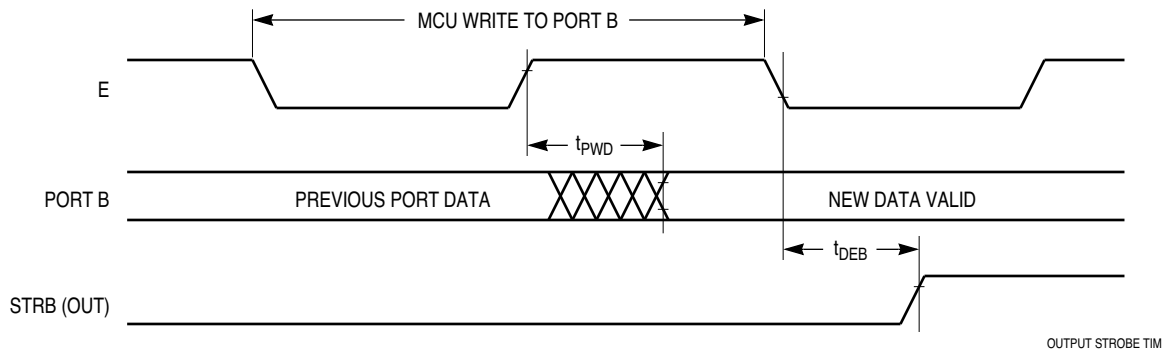 MCU WRITE TO PORT B
E
tPWD
PORT B
PREVIOUS PORT DATA
NEW DATA VALID
tDEB
STRB (OUT)
OUTPUT STROBE TIM